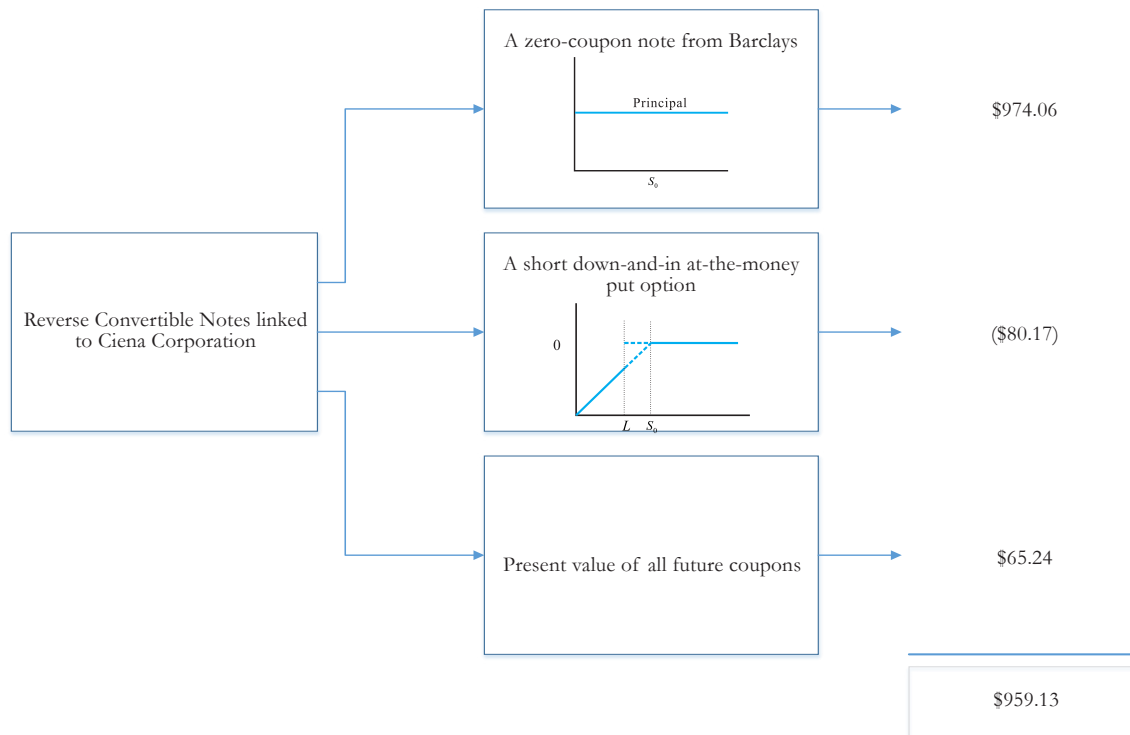 A zero-coupon note from Barclays
Principal
S₀
$974.06
Reverse Convertible Notes linked
to Ciena Corporation
A short down-and-in at-the-money
put option
0
L S₀
($80.17)
Present value of all future coupons
$65.24
$959.13